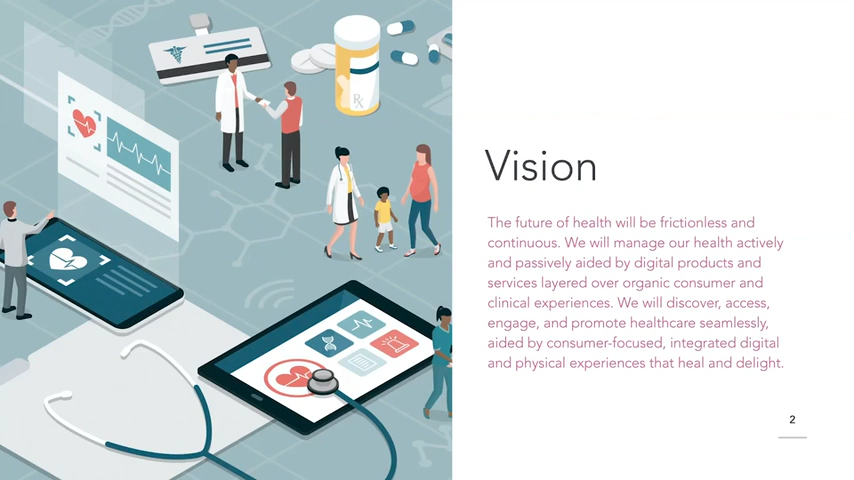 Rx
Vision
The future of health will be frictionless and
continuous. We will manage our health actively
and passively aided by digital products and
services layered over organic consumer and
clinical experiences. We will discover, access,
engage, and promote healthcare seamlessly,
aided by consumer-focused, integrated digital
and physical experiences that heal and delight.
2